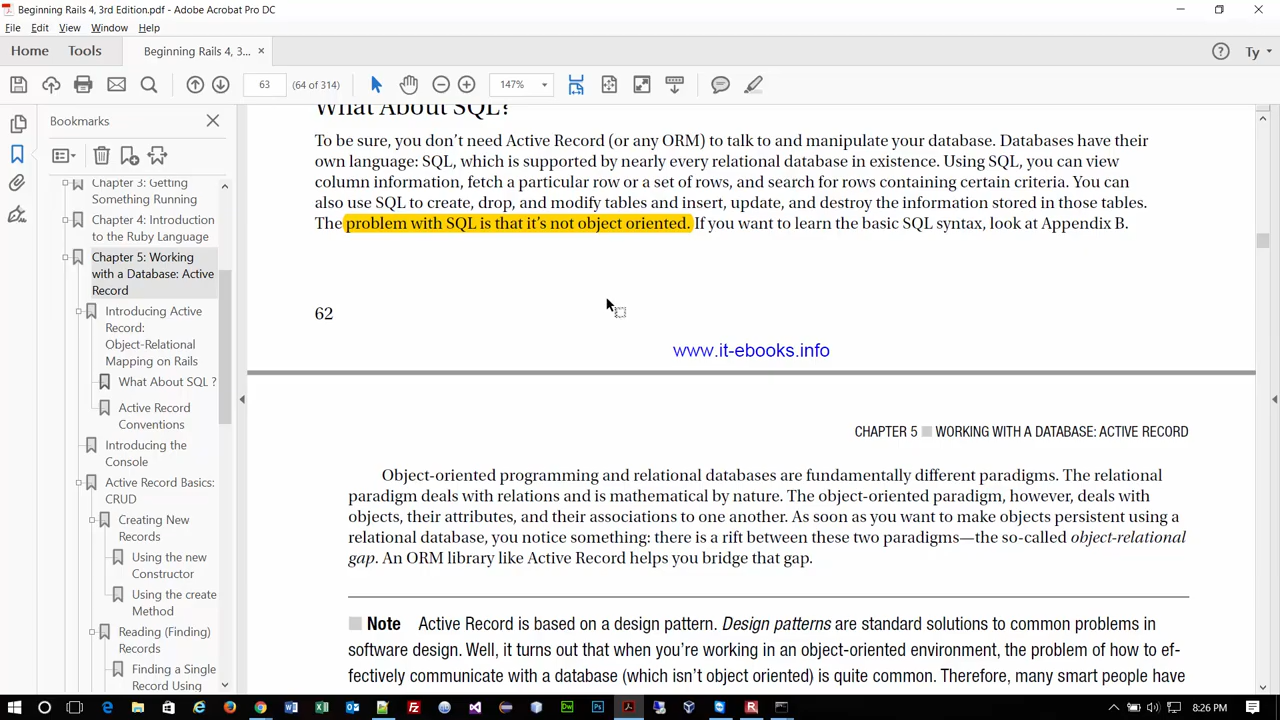 Beginning Rails 4, 3rd Edition.pdf - Adobe Acrobat Pro DC
File Edit View Window Help
Home Tools Beginning Rails 4, 3... × Ty
63 (64 of 314) 147%
Bookmarks
Chapter 3: Getting
Something Running
Chapter 4: Introduction
to the Ruby Language
Chapter 5: Working
with a Database: Active
Record
Introducing Active
Record:
Object-Relational
Mapping on Rails
What About SQL ?
Active Record
Conventions
Introducing the
Console
Active Record Basics:
CRUD
Creating New
Records
Using the new
Constructor
Using the create
Method
Reading (Finding)
Records
Finding a Single
Record Using
What About SQL?
To be sure, you don't need Active Record (or any ORM) to talk to and manipulate your database. Databases have their
own language: SQL, which is supported by nearly every relational database in existence. Using SQL, you can view
column information, fetch a particular row or a set of rows, and search for rows containing certain criteria. You can
also use SQL to create, drop, and modify tables and insert, update, and destroy the information stored in those tables.
The problem with SQL is that it's not object oriented. If you want to learn the basic SQL syntax, look at Appendix B.
62
www.it-ebooks.info
CHAPTER 5 ■ WORKING WITH A DATABASE: ACTIVE RECORD
Object-oriented programming and relational databases are fundamentally different paradigms. The relational
paradigm deals with relations and is mathematical by nature. The object-oriented paradigm, however, deals with
objects, their attributes, and their associations to one another. As soon as you want to make objects persistent using a
relational database, you notice something: there is a rift between these two paradigms—the so-called object-relational
gap. An ORM library like Active Record helps you bridge that gap.
■ Note Active Record is based on a design pattern. Design patterns are standard solutions to common problems in
software design. Well, it turns out that when you're working in an object-oriented environment, the problem of how to ef-
fectively communicate with a database (which isn't object oriented) is quite common. Therefore, many smart people have
8:26 PM